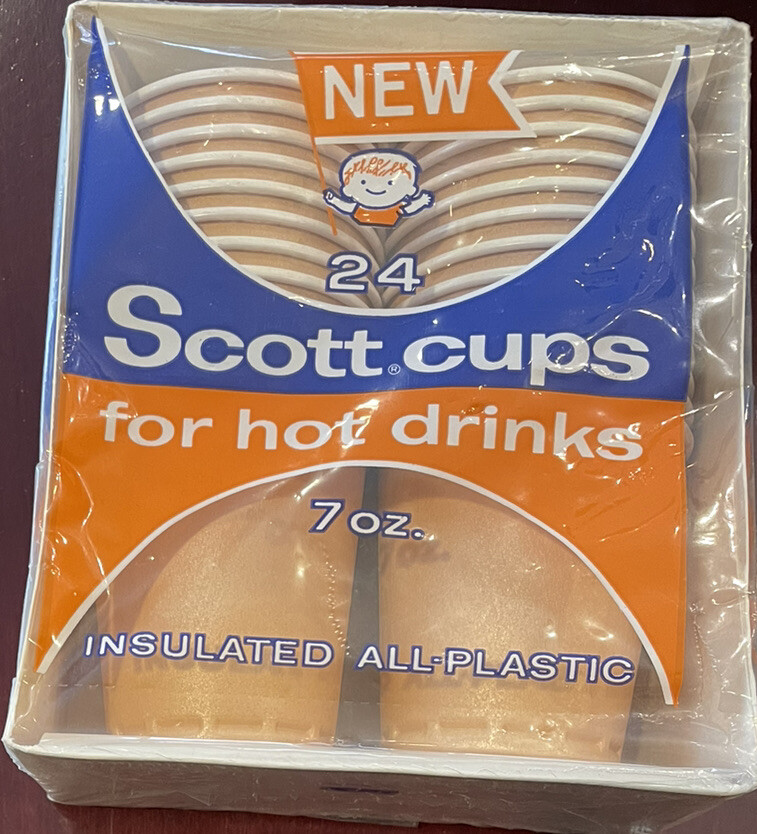 NEW
24
Scott® cups
for hot drinks
7 oz.
INSULATED ALL-PLASTIC